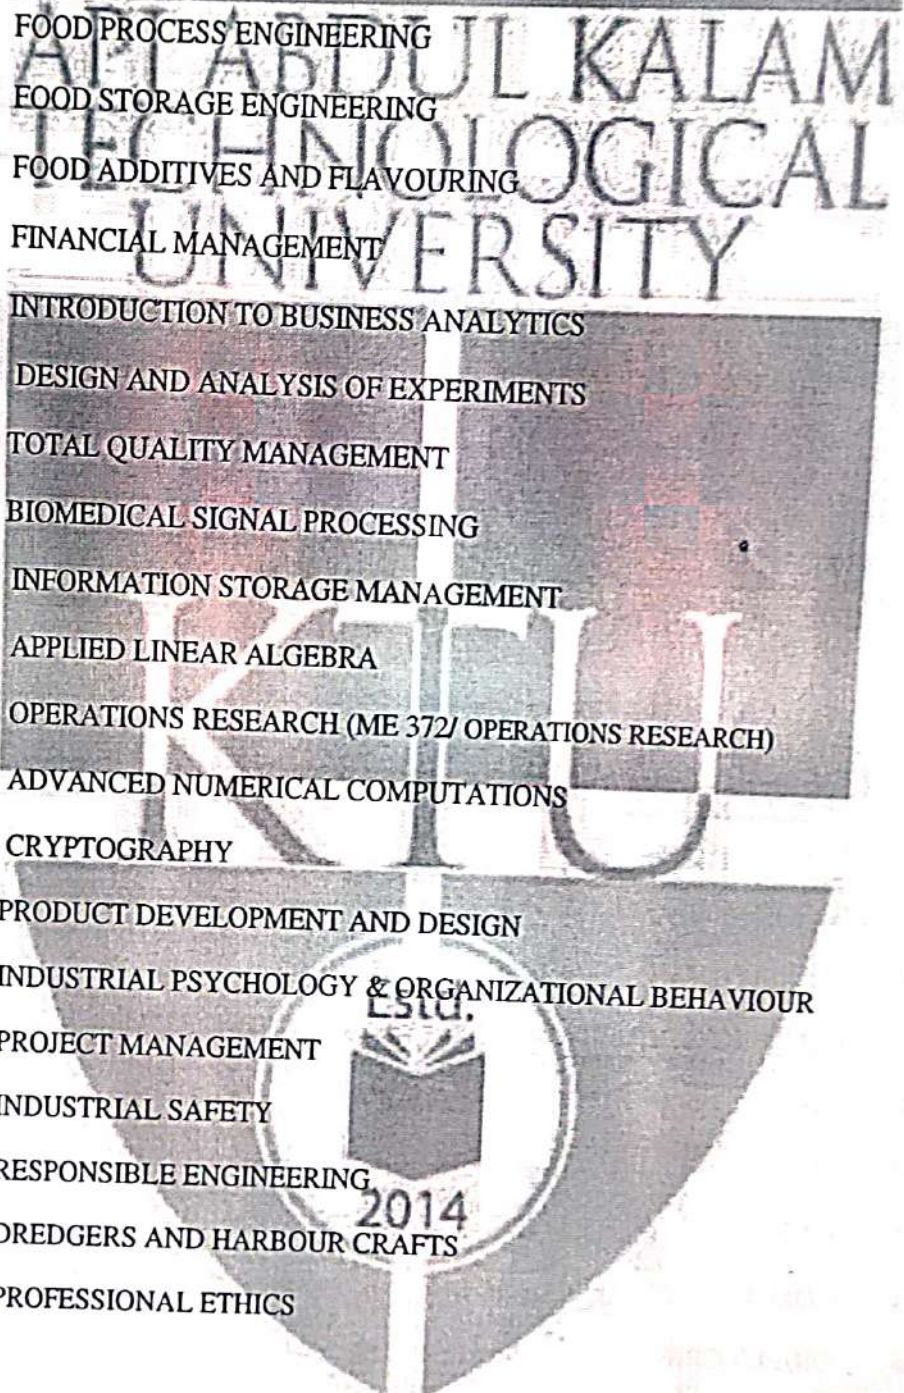 API ABDUL KALAM
TECHNOLOGICAL
UNIVERSITY
FOOD PROCESS ENGINEERING
FOOD STORAGE ENGINEERING
FOOD ADDITIVES AND FLAVOURING
FINANCIAL MANAGEMENT
INTRODUCTION TO BUSINESS ANALYTICS
DESIGN AND ANALYSIS OF EXPERIMENTS
TOTAL QUALITY MANAGEMENT
BIOMEDICAL SIGNAL PROCESSING
INFORMATION STORAGE MANAGEMENT
APPLIED LINEAR ALGEBRA
OPERATIONS RESEARCH (ME 372/ OPERATIONS RESEARCH)
ADVANCED NUMERICAL COMPUTATIONS
KTU
CRYPTOGRAPHY
PRODUCT DEVELOPMENT AND DESIGN
INDUSTRIAL PSYCHOLOGY & ORGANIZATIONAL BEHAVIOUR
Estd.
PROJECT MANAGEMENT
INDUSTRIAL SAFETY
RESPONSIBLE ENGINEERING
2014
DREDGERS AND HARBOUR CRAFTS
PROFESSIONAL ETHICS